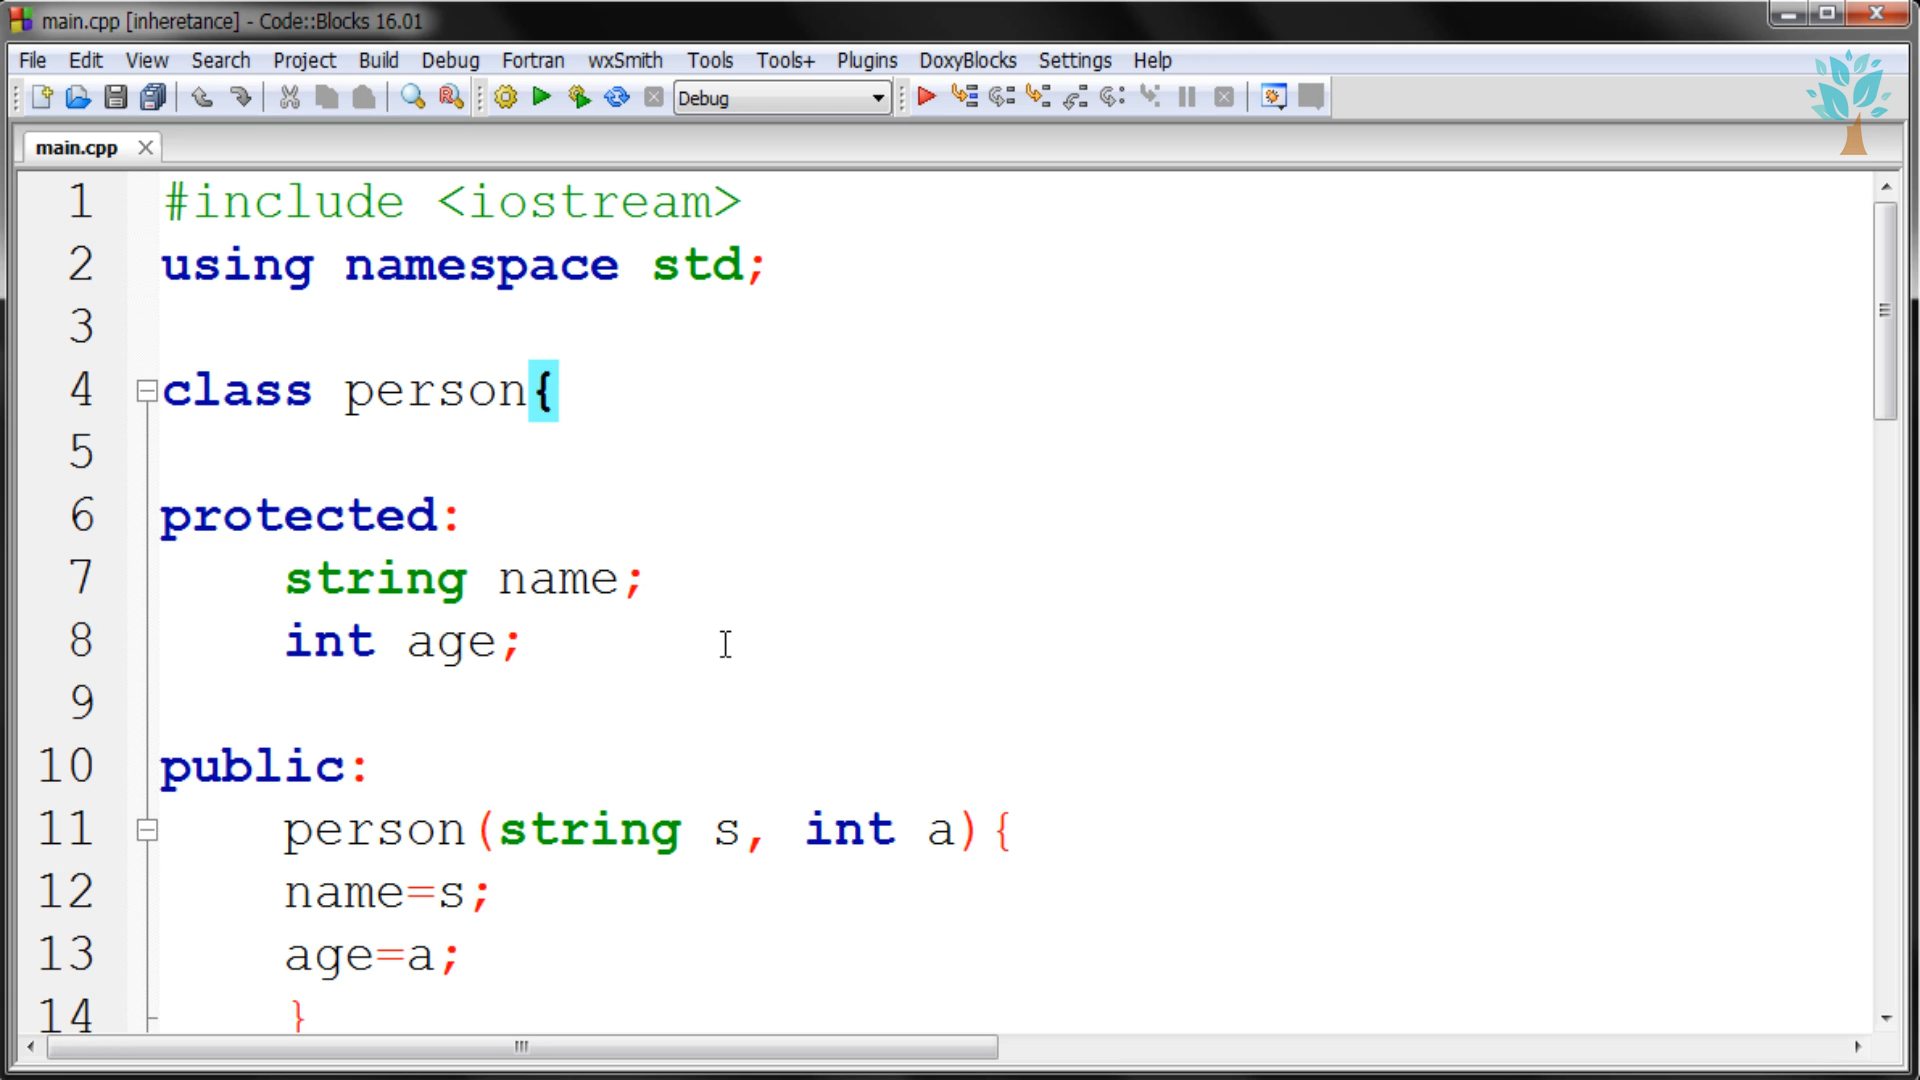 main.cpp [inheretance] - Code::Blocks 16.01
File Edit View Search Project Build Debug Fortran wxSmith Tools Tools+ Plugins DoxyBlocks Settings Help
Debug
main.cpp
1 #include <iostream>
2 using namespace std;
3
4 class person{
5
6 protected:
7 string name;
8 int age;
9
10 public:
11 person(string s, int a){
12 name=s;
13 age=a;
14 }